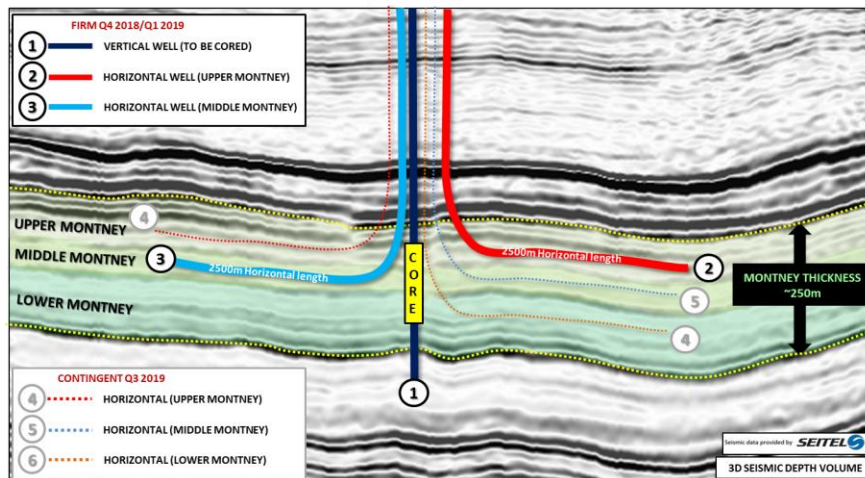 FIRM Q4 2018/Q1 2019
1 VERTICAL WELL (TO BE CORED)
2 HORIZONTAL WELL (UPPER MONTNEY)
3 HORIZONTAL WELL (MIDDLE MONTNEY)
UPPER MONTNEY
4
MIDDLE MONTNEY
3
2500m Horizontal length
LOWER MONTNEY
CORE
1
2500m Horizontal length
2
5
4
MONTNEY THICKNESS
~250m
CONTINGENT Q3 2019
4 HORIZONTAL (UPPER MONTNEY)
5 HORIZONTAL (MIDDLE MONTNEY)
6 HORIZONTAL (LOWER MONTNEY)
Seismic data provided by SEITEL
3D SEISMIC DEPTH VOLUME